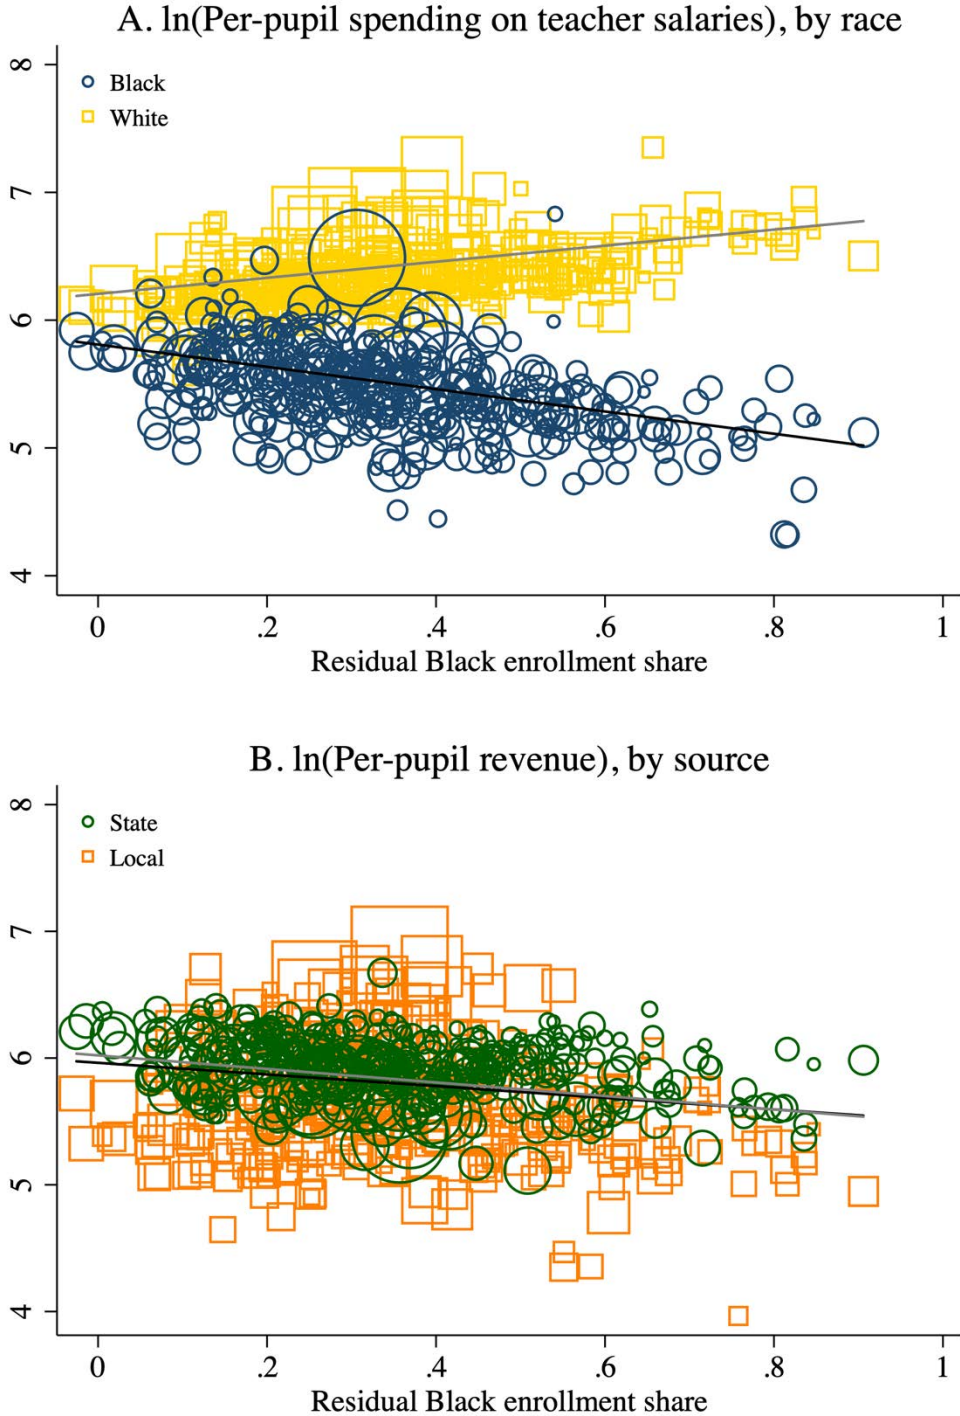 A. ln(Per-pupil spending on teacher salaries), by race
8
Black
White
7
6
5
4
0 .2 .4 .6 .8 1
Residual Black enrollment share
B. ln(Per-pupil revenue), by source
8
State
Local
7
6
5
4
0 .2 .4 .6 .8 1
Residual Black enrollment share